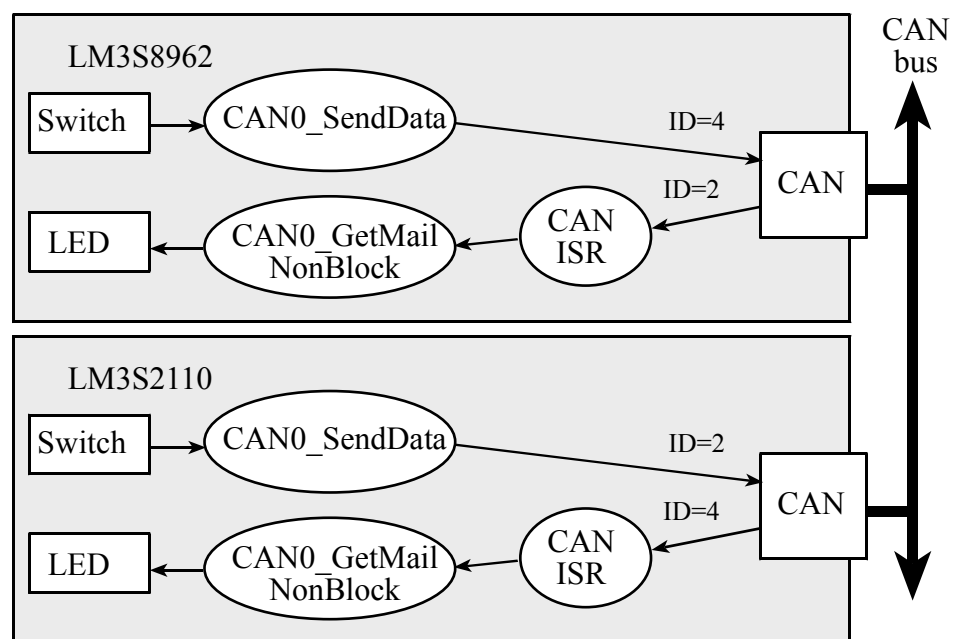 CAN
bus
LM3S8962
Switch
CAN0_SendData
ID=4
CAN
ID=2
LED
CAN0_GetMail
NonBlock
CAN
ISR
LM3S2110
Switch
CAN0_SendData
ID=2
CAN
ID=4
LED
CAN0_GetMail
NonBlock
CAN
ISR